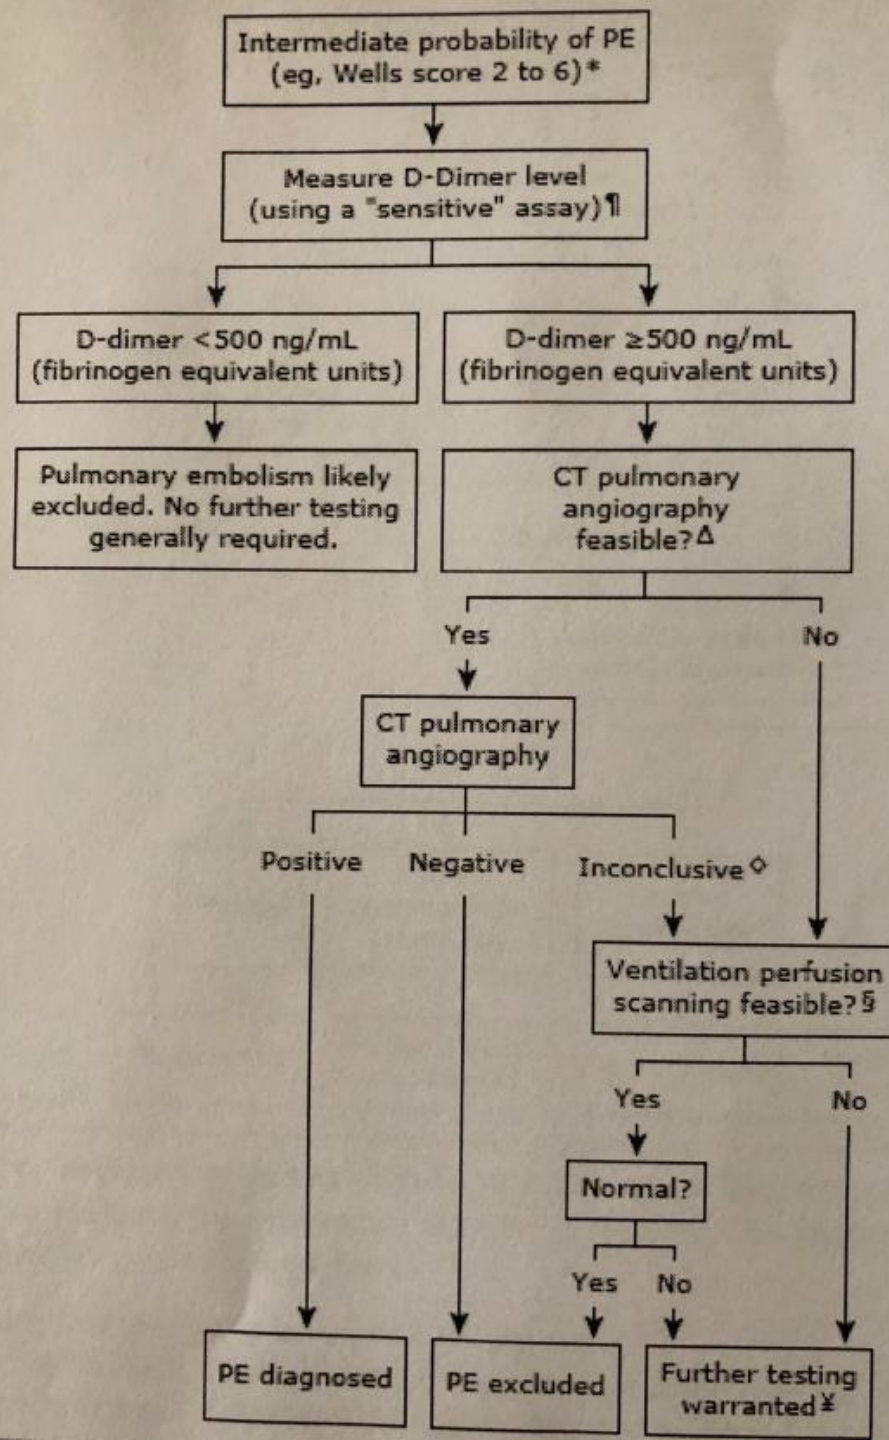 Intermediate probability of PE
(eg, Wells score 2 to 6)*
Measure D-Dimer level
(using a "sensitive" assay)¶
D-dimer <500 ng/mL
(fibrinogen equivalent units)
D-dimer ≥500 ng/mL
(fibrinogen equivalent units)
Pulmonary embolism likely
excluded. No further testing
generally required.
CT pulmonary
angiography
feasible?Δ
Yes
No
CT pulmonary
angiography
Positive
Negative
Inconclusive◇
Ventilation perfusion
scanning feasible?§
Yes
No
Normal?
Yes
No
PE diagnosed
PE excluded
Further testing
warranted¥